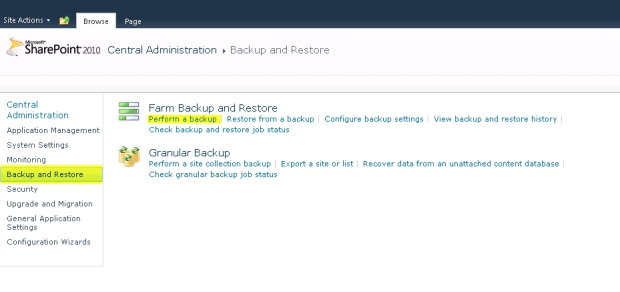 Site Actions Browse Page
Microsoft SharePoint 2010 Central Administration Backup and Restore
Central
Administration
Application Management
System Settings
Monitoring
Backup and Restore
Security
Upgrade and Migration
General Application
Settings
Configuration Wizards
Farm Backup and Restore
Perform a backup | Restore from a backup | Configure backup settings | View backup and restore history |
Check backup and restore job status
Granular Backup
Perform a site collection backup | Export a site or list | Recover data from an unattached content database |
Check granular backup job status